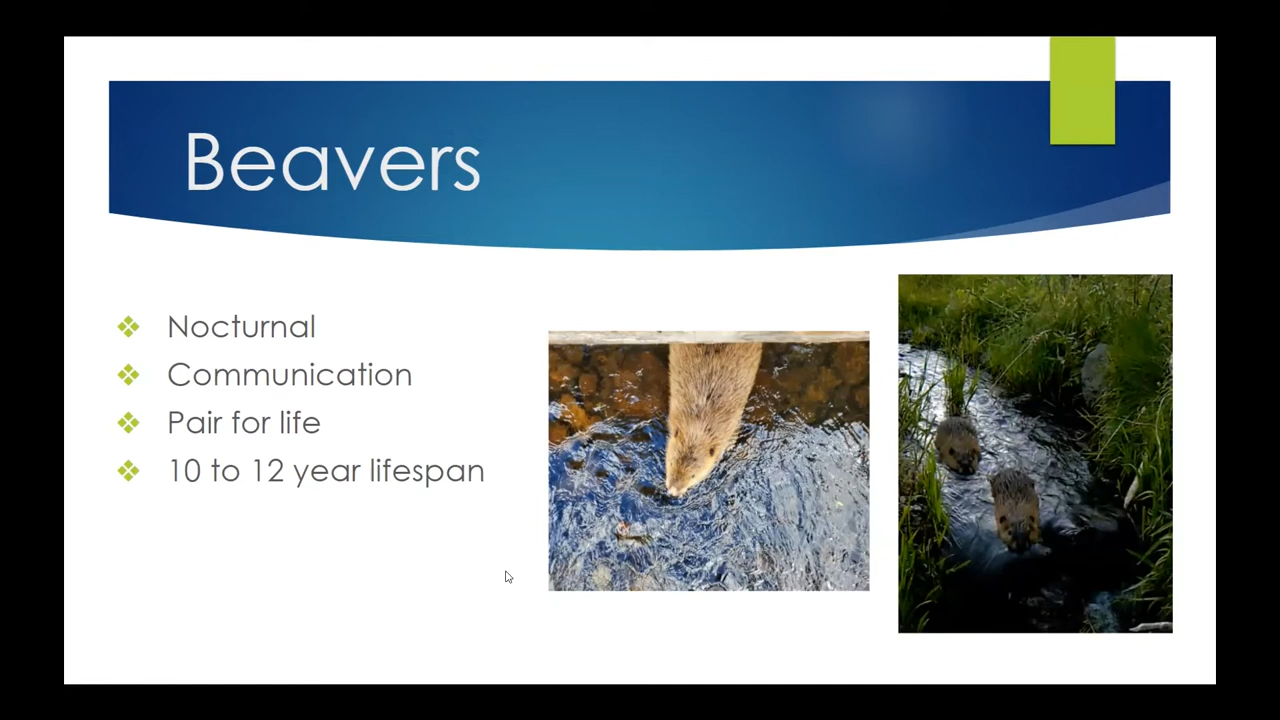 Beavers
Nocturnal
Communication
Pair for life
10 to 12 year lifespan